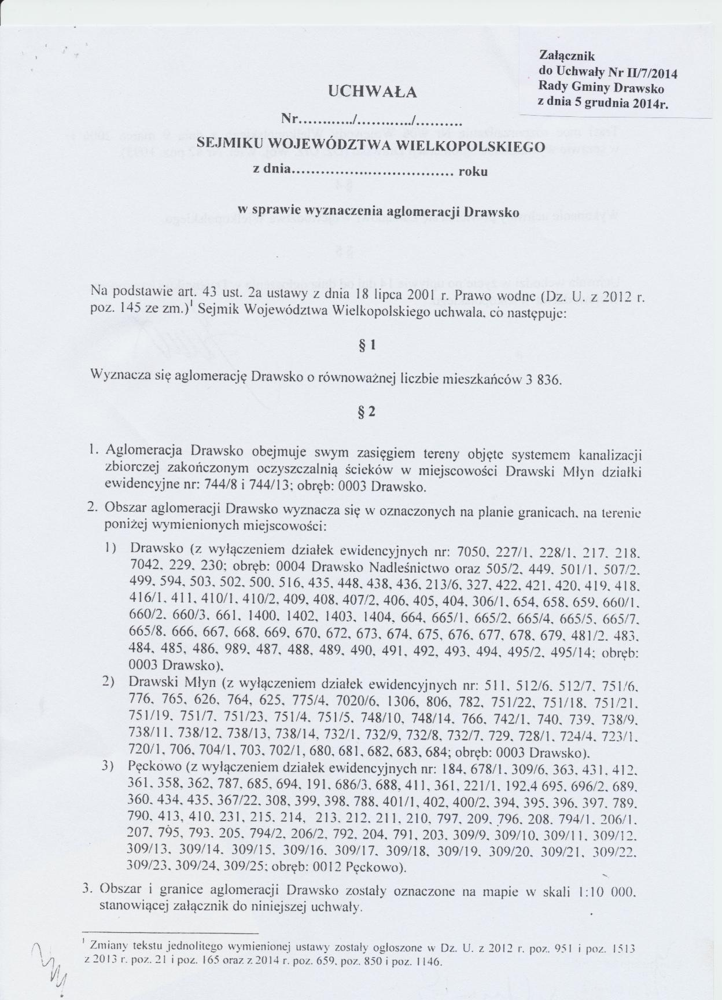 Załącznik
do Uchwały Nr II/7/2014
Rady Gminy Drawsko
z dnia 5 grudnia 2014r.
UCHWAŁA
Nr............/............/..........
SEJMIKU WOJEWÓDZTWA WIELKOPOLSKIEGO
z dnia................................... roku
w sprawie wyznaczenia aglomeracji Drawsko
Na podstawie art. 43 ust. 2a ustawy z dnia 18 lipca 2001 r. Prawo wodne (Dz. U. z 2012 r.
poz. 145 ze zm.)¹ Sejmik Województwa Wielkopolskiego uchwala, co następuje:
§ 1
Wyznacza się aglomerację Drawsko o równoważnej liczbie mieszkańców 3 836.
§ 2
1. Aglomeracja Drawsko obejmuje swym zasięgiem tereny objęte systemem kanalizacji
zbiorczej zakończonym oczyszczalnią ścieków w miejscowości Drawski Młyn działki
ewidencyjne nr: 744/8 i 744/13; obręb: 0003 Drawsko.
2. Obszar aglomeracji Drawsko wyznacza się w oznaczonych na planie granicach, na terenie
poniżej wymienionych miejscowości:
1) Drawsko (z wyłączeniem działek ewidencyjnych nr: 7050, 227/1, 228/1, 217, 218,
7042, 229, 230; obręb: 0004 Drawsko Nadleśnictwo oraz 505/2, 449, 501/1, 507/2,
499, 594, 503, 502, 500, 516, 435, 448, 438, 436, 213/6, 327, 422, 421, 420, 419, 418,
416/1, 411, 410/1, 410/2, 409, 408, 407/2, 406, 405, 404, 306/1, 654, 658, 659, 660/1,
660/2, 660/3, 661, 1400, 1402, 1403, 1404, 664, 665/1, 665/2, 665/4, 665/5, 665/7,
665/8, 666, 667, 668, 669, 670, 672, 673, 674, 675, 676, 677, 678, 679, 481/2, 483,
484, 485, 486, 989, 487, 488, 489, 490, 491, 492, 493, 494, 495/2, 495/14; obręb:
0003 Drawsko),
2) Drawski Młyn (z wyłączeniem działek ewidencyjnych nr: 511, 512/6, 512/7, 751/6,
776, 765, 626, 764, 625, 775/4, 7020/6, 1306, 806, 782, 751/22, 751/18, 751/21,
751/19, 751/7, 751/23, 751/4, 751/5, 748/10, 748/14, 766, 742/1, 740, 739, 738/9,
738/11, 738/12, 738/13, 738/14, 732/1, 732/9, 732/8, 732/7, 729, 728/1, 724/4, 723/1,
720/1, 706, 704/1, 703, 702/1, 680, 681, 682, 683, 684; obręb: 0003 Drawsko).
3) Pęckowo (z wyłączeniem działek ewidencyjnych nr: 184, 678/1, 309/6, 363, 431, 412,
361, 358, 362, 787, 685, 694, 191, 686/3, 688, 411, 361, 221/1, 192,4 695, 696/2, 689,
360, 434, 435, 367/22, 308, 399, 398, 788, 401/1, 402, 400/2, 394, 395, 396, 397, 789,
790, 413, 410, 231, 215, 214, 213, 212, 211, 210, 797, 209, 796, 208, 794/1, 206/1,
207, 795, 793, 205, 794/2, 206/2, 792, 204, 791, 203, 309/9, 309/10, 309/11, 309/12,
309/13, 309/14, 309/15, 309/16, 309/17, 309/18, 309/19, 309/20, 309/21, 309/22,
309/23, 309/24, 309/25; obręb: 0012 Pęckowo).
3. Obszar i granice aglomeracji Drawsko zostały oznaczone na mapie w skali 1:10 000,
stanowiącej załącznik do niniejszej uchwały.
¹ Zmiany tekstu jednolitego wymienionej ustawy zostały ogłoszone w Dz. U. z 2012 r. poz. 951 i poz. 1513
z 2013 r. poz. 21 i poz. 165 oraz z 2014 r. poz. 659, poz. 850 i poz. 1146.